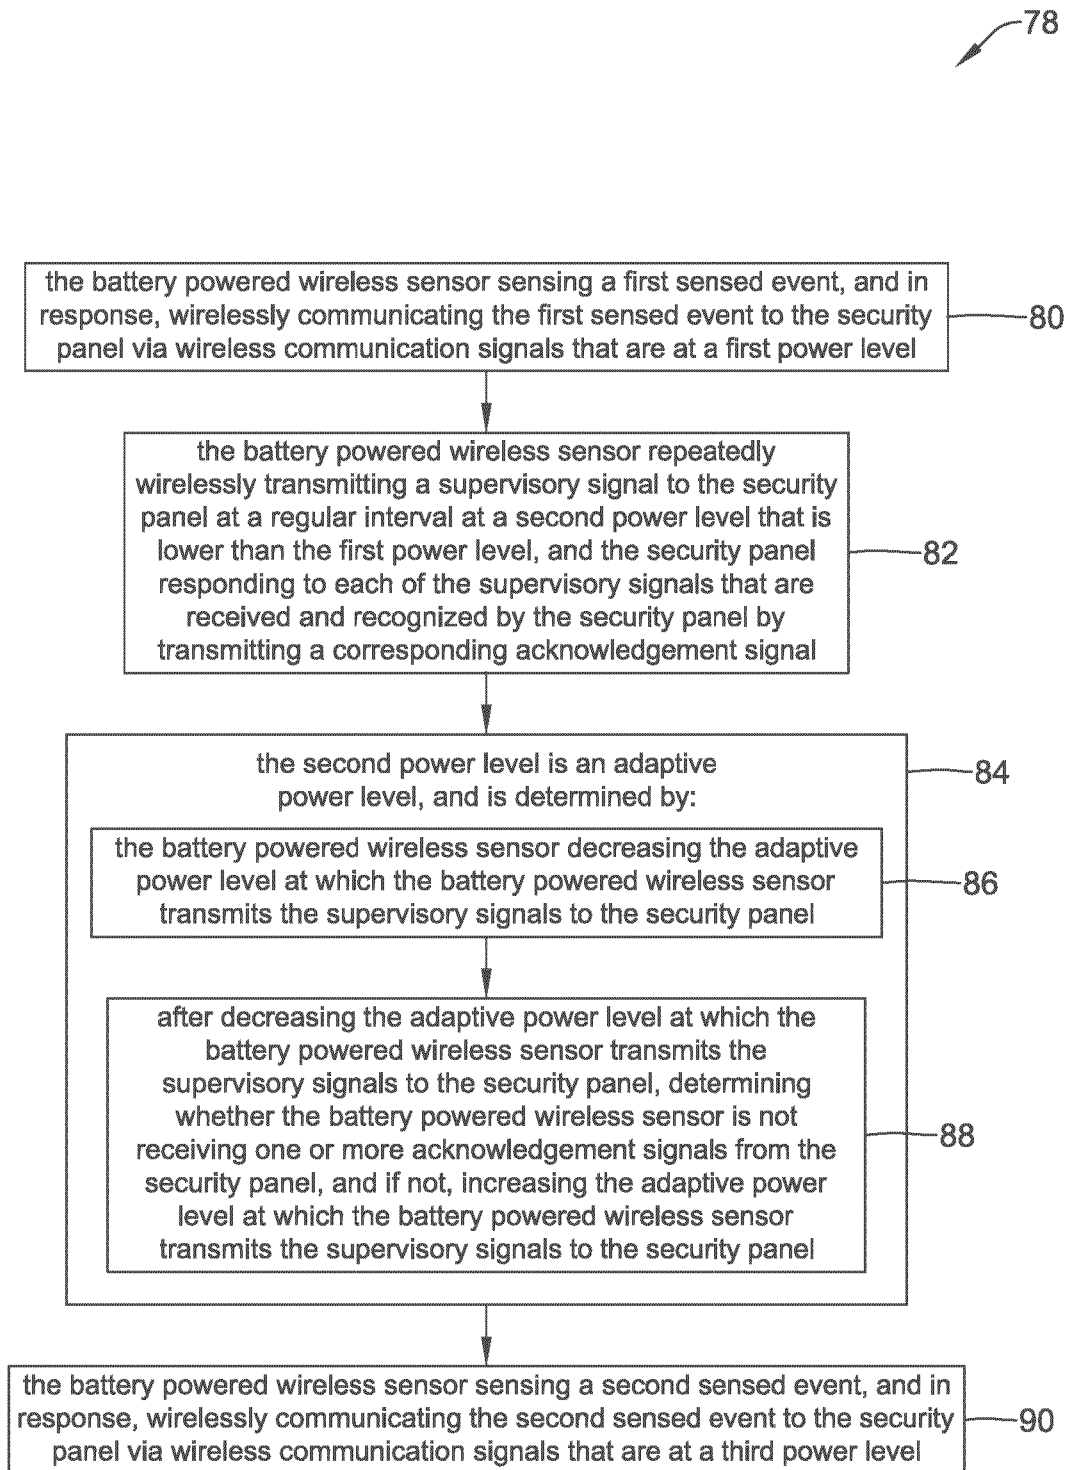 78
the battery powered wireless sensor sensing a first sensed event, and in
response, wirelessly communicating the first sensed event to the security
panel via wireless communication signals that are at a first power level
80
the battery powered wireless sensor repeatedly
wirelessly transmitting a supervisory signal to the security
panel at a regular interval at a second power level that is
lower than the first power level, and the security panel
responding to each of the supervisory signals that are
received and recognized by the security panel by
transmitting a corresponding acknowledgement signal
82
the second power level is an adaptive
power level, and is determined by:
84
the battery powered wireless sensor decreasing the adaptive
power level at which the battery powered wireless sensor
transmits the supervisory signals to the security panel
86
after decreasing the adaptive power level at which the
battery powered wireless sensor transmits the
supervisory signals to the security panel, determining
whether the battery powered wireless sensor is not
receiving one or more acknowledgement signals from the
security panel, and if not, increasing the adaptive power
level at which the battery powered wireless sensor
transmits the supervisory signals to the security panel
88
the battery powered wireless sensor sensing a second sensed event, and in
response, wirelessly communicating the second sensed event to the security
panel via wireless communication signals that are at a third power level
90